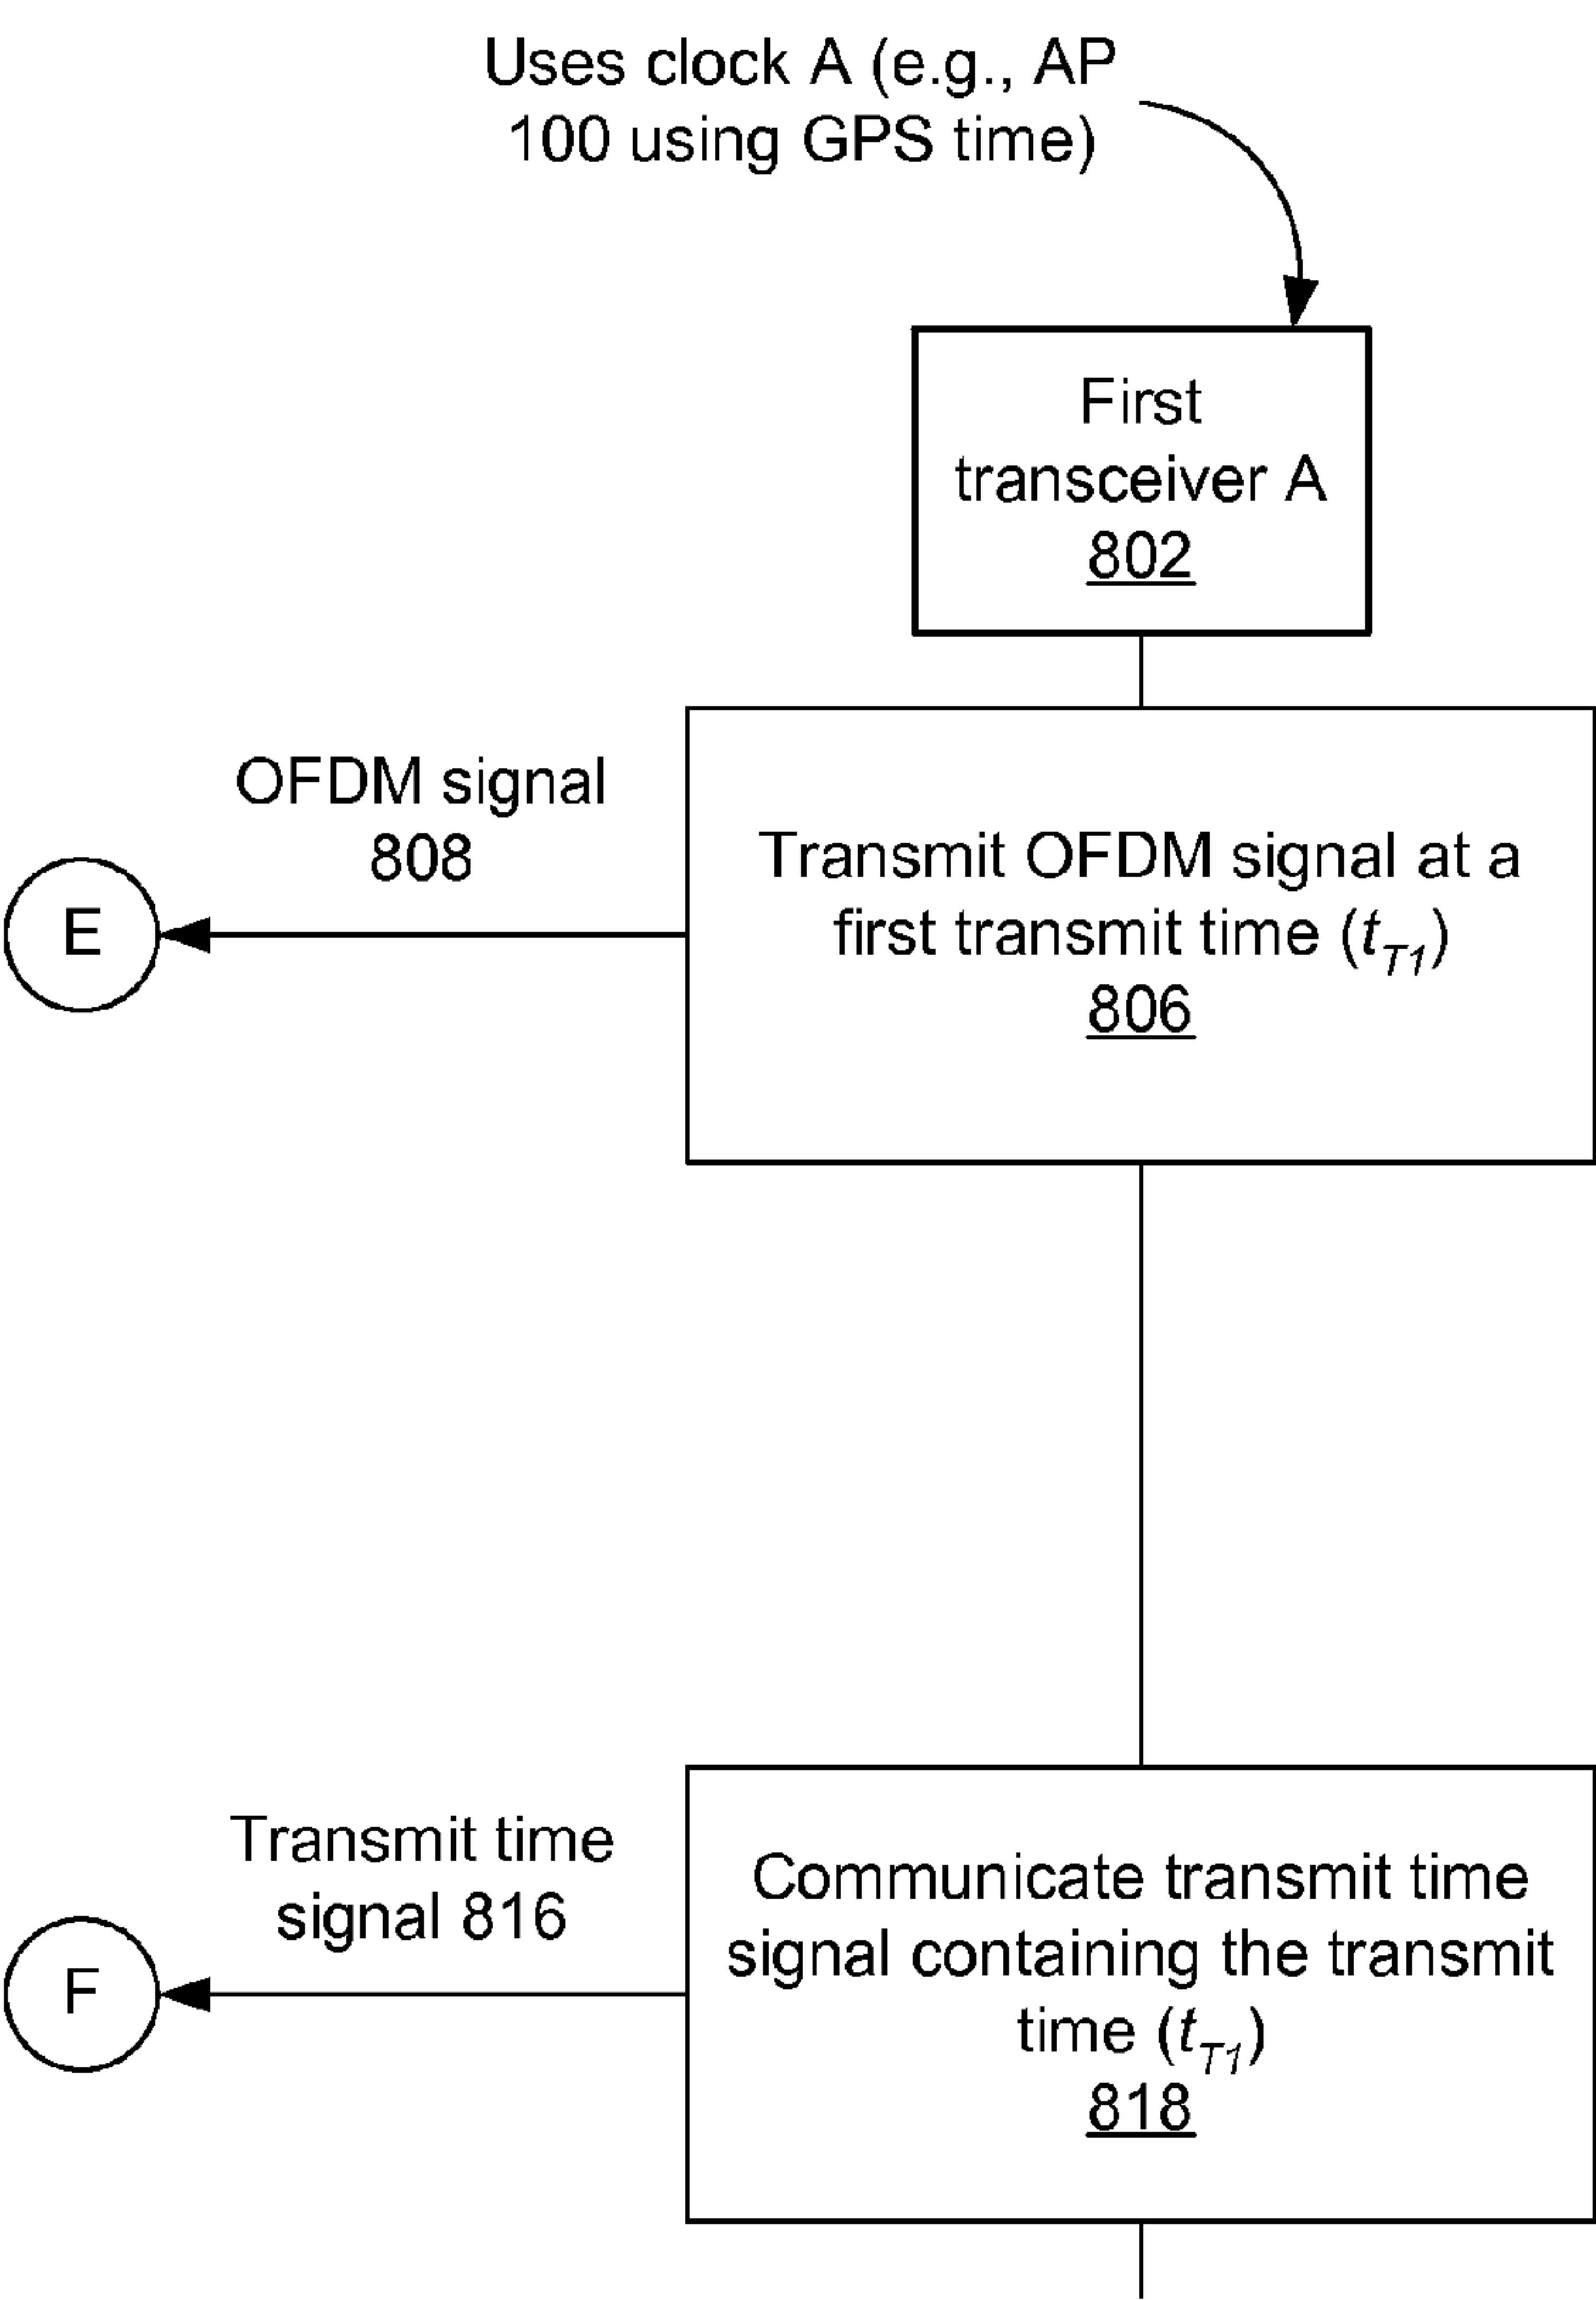 Uses clock A (e.g., AP
100 using GPS time)
First
transceiver A
802
OFDM signal
808
E
Transmit OFDM signal at a
first transmit time (tT1)
806
Transmit time
signal 816
F
Communicate transmit time
signal containing the transmit
time (tT1)
818